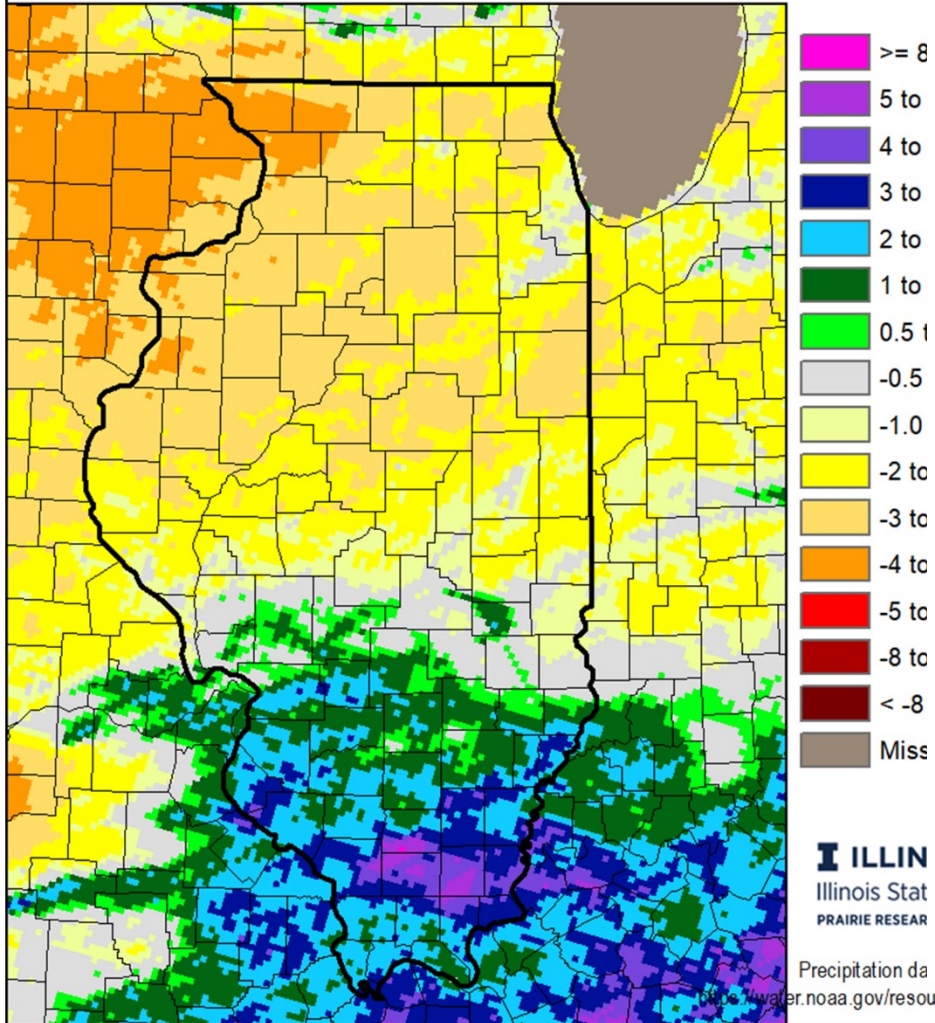 >= 8
5 to
4 to
3 to
2 to
1 to
0.5 t
-0.5
-1.0
-2 to
-3 to
-4 to
-5 to
-8 to
< -8
Miss
ILLIN
Illinois Stat
PRAIRIE RESEAR
Precipitation da
https://water.noaa.gov/resou